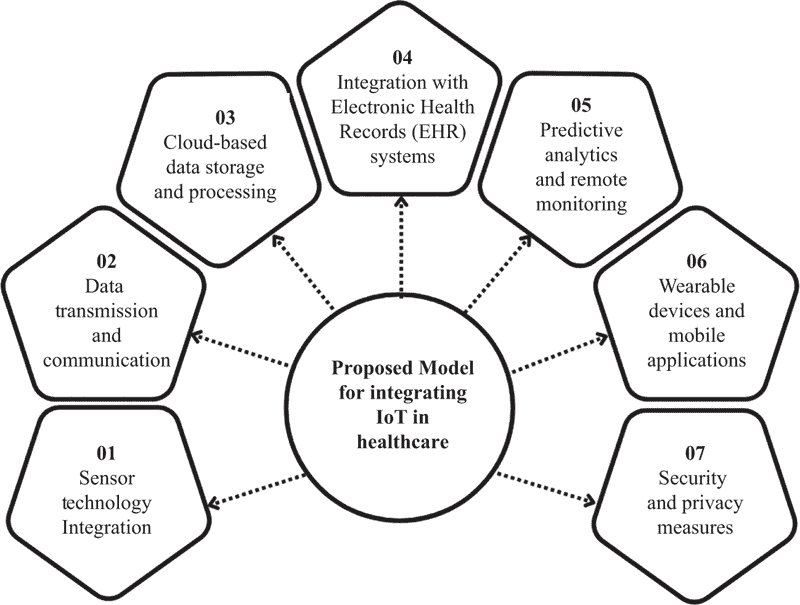 01
Sensor
technology
Integration
02
Data
transmission
and
communication
03
Cloud-based
data storage
and processing
04
Integration with
Electronic Health
Records (EHR)
systems
05
Predictive
analytics
and remote
monitoring
06
Wearable
devices and
mobile
applications
07
Security
and privacy
measures
Proposed Model
for integrating
IoT in
healthcare